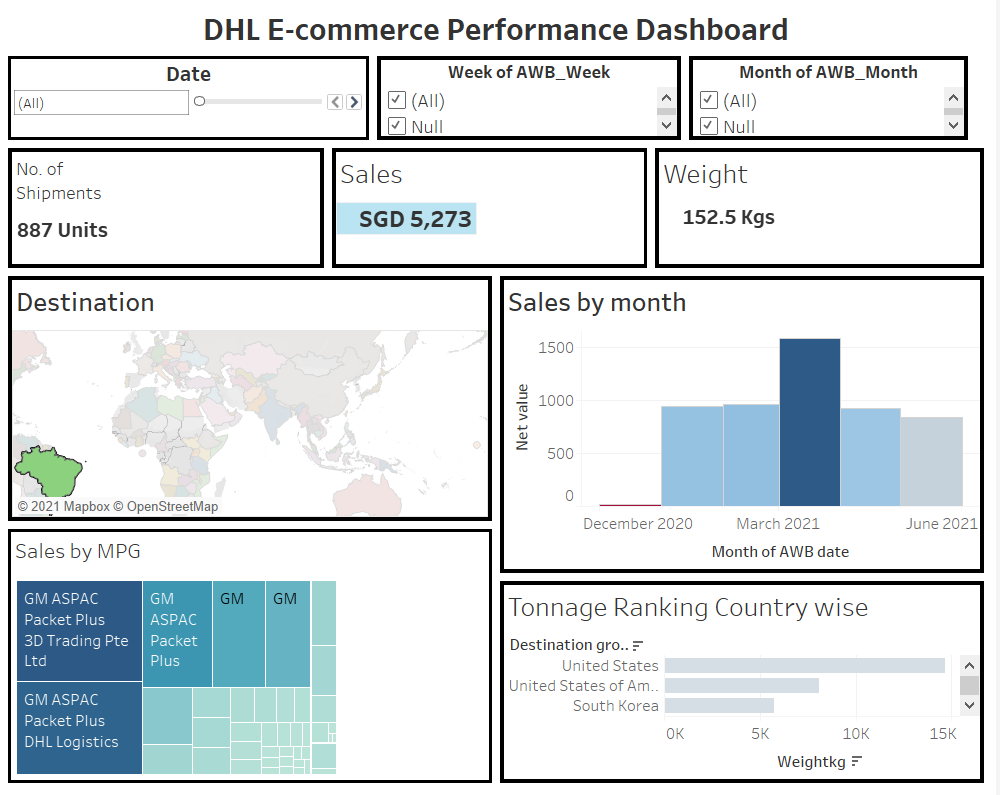 DHL E-commerce Performance Dashboard
Date
(All)
Week of AWB_Week
(All)
Null
Month of AWB_Month
(All)
Null
No. of
Shipments
887 Units
Sales
SGD 5,273
Weight
152.5 Kgs
Destination
© 2021 Mapbox © OpenStreetMap
Sales by month
1500
1000
500
0
Net value
December 2020
March 2021
June 2021
Month of AWB date
Sales by MPG
GM ASPAC
Packet Plus
3D Trading Pte
Ltd
GM
ASPAC
Packet
Plus
GM
GM
GM ASPAC
Packet Plus
DHL Logistics
Tonnage Ranking Country wise
Destination gro..
United States
United States of Am..
South Korea
0K
5K
10K
15K
Weightkg